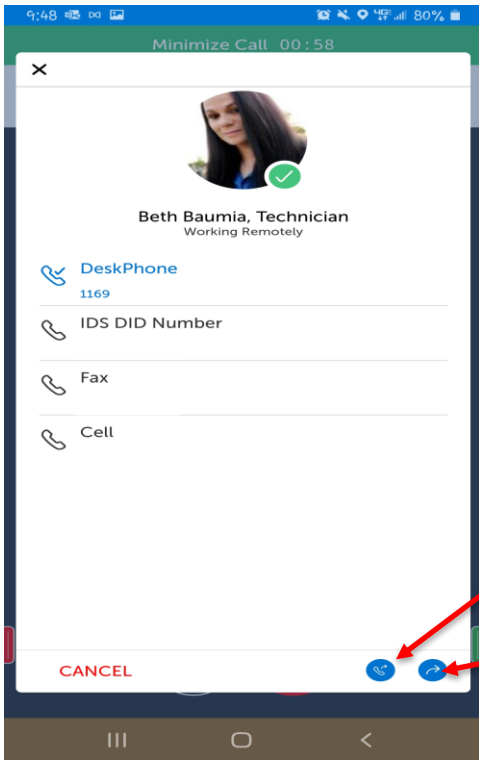 9:48 80%
Minimize Call 00:58
Beth Baumia, Technician
Working Remotely
DeskPhone
1169
IDS DID Number
Fax
Cell
CANCEL